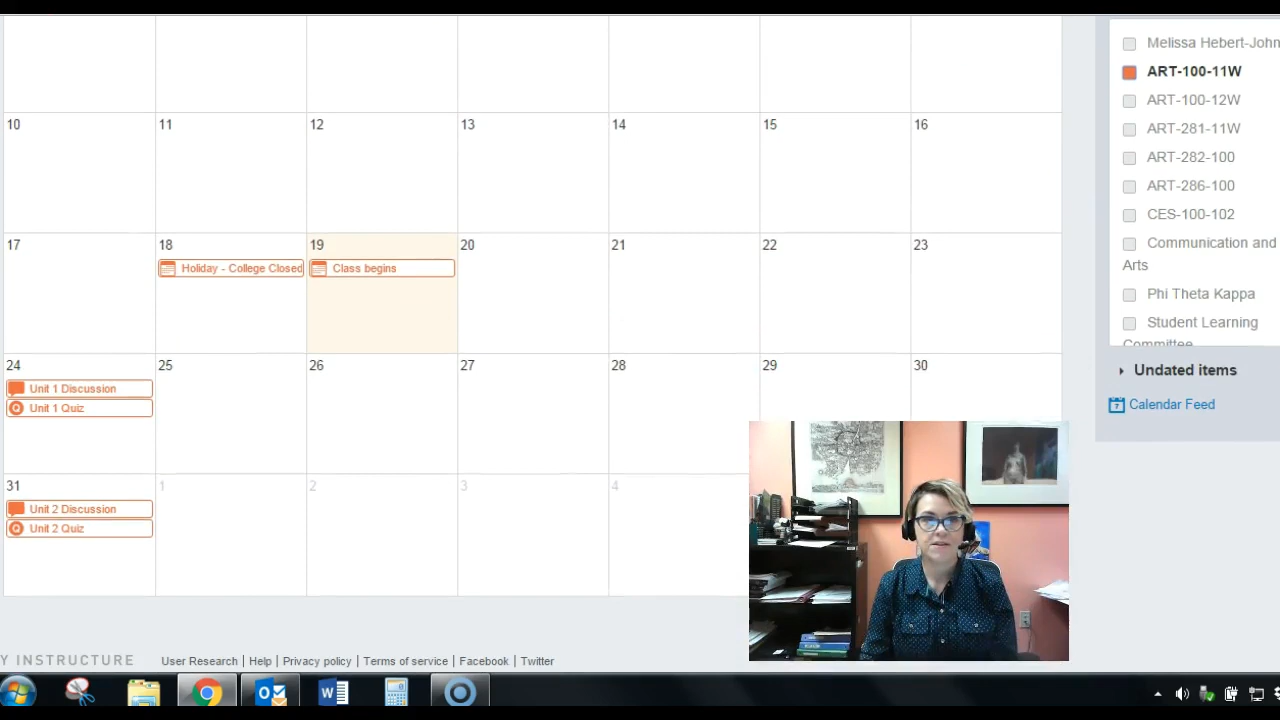 Melissa Hebert-John
ART-100-11W
ART-100-12W
10 11 12 13 14 15 16
ART-281-11W
ART-282-100
ART-286-100
CES-100-102
17 18 19 20 21 22 23
Communication and
Arts
Holiday - College Closed Class begins
Phi Theta Kappa
Student Learning
Committee
24 25 26 27 28 29 30
Undated items
Unit 1 Discussion
Unit 1 Quiz
7 Calendar Feed
31 1 2 3 4
Unit 2 Discussion
Unit 2 Quiz
Y INSTRUCTURE User Research Help Privacy policy Terms of service Facebook Twitter